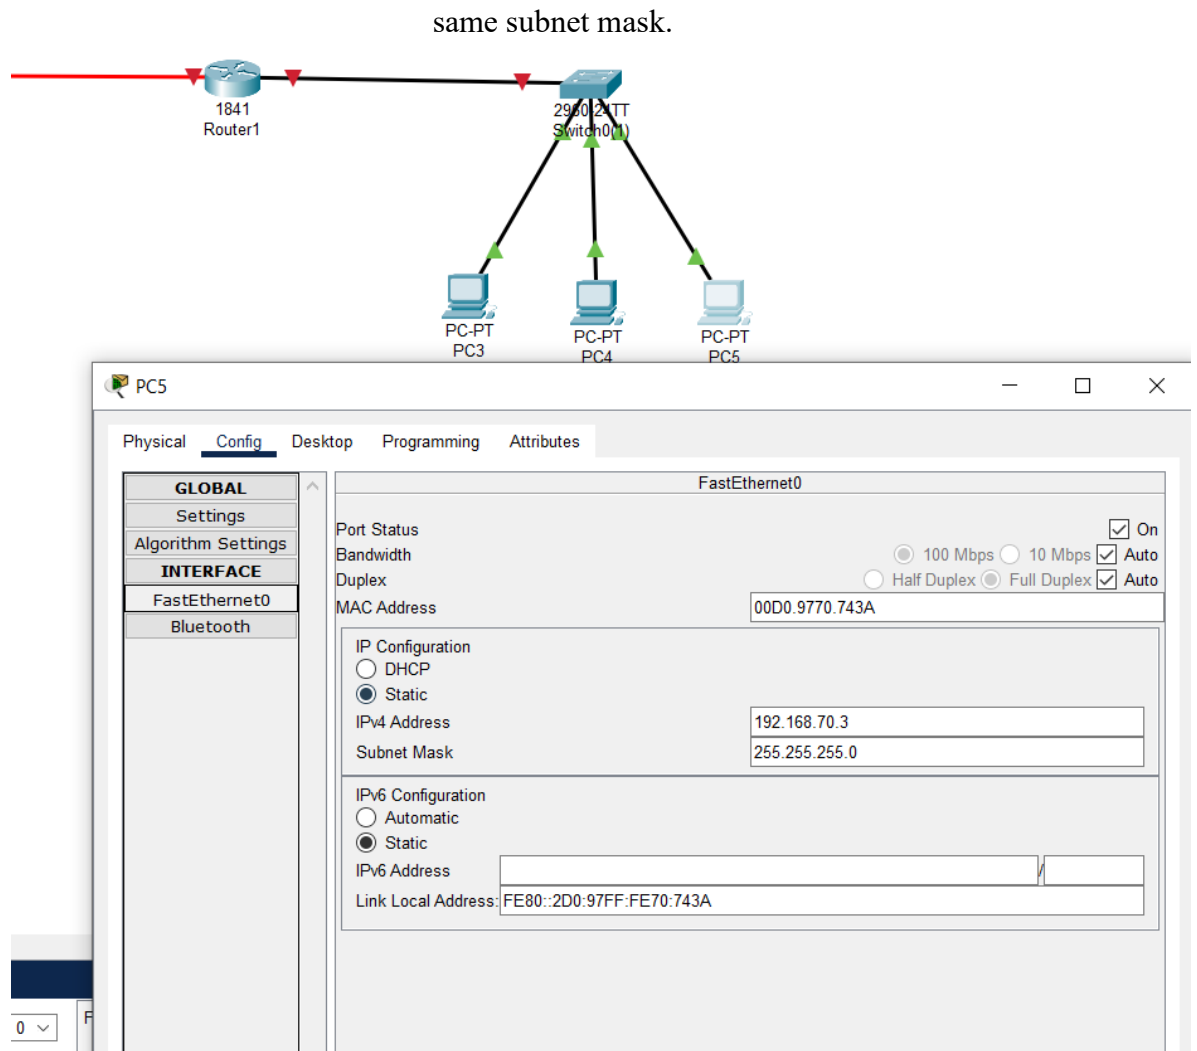 same subnet mask.
1841
Router1
2960-24TT
Switch0(1)
PC-PT
PC3
PC-PT
PC4
PC-PT
PC5
PC5
Physical Config Desktop Programming Attributes
GLOBAL
Settings
Algorithm Settings
INTERFACE
FastEthernet0
Bluetooth
FastEthernet0
Port Status On
Bandwidth 100 Mbps 10 Mbps Auto
Duplex Half Duplex Full Duplex Auto
MAC Address 00D0.9770.743A
IP Configuration
DHCP
Static
IPv4 Address 192.168.70.3
Subnet Mask 255.255.255.0
IPv6 Configuration
Automatic
Static
IPv6 Address /
Link Local Address: FE80::2D0:97FF:FE70:743A
0
F